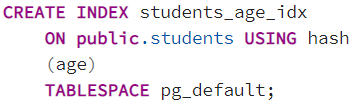 CREATE INDEX students_age_idx
    ON public.students USING hash
    (age)
    TABLESPACE pg_default;